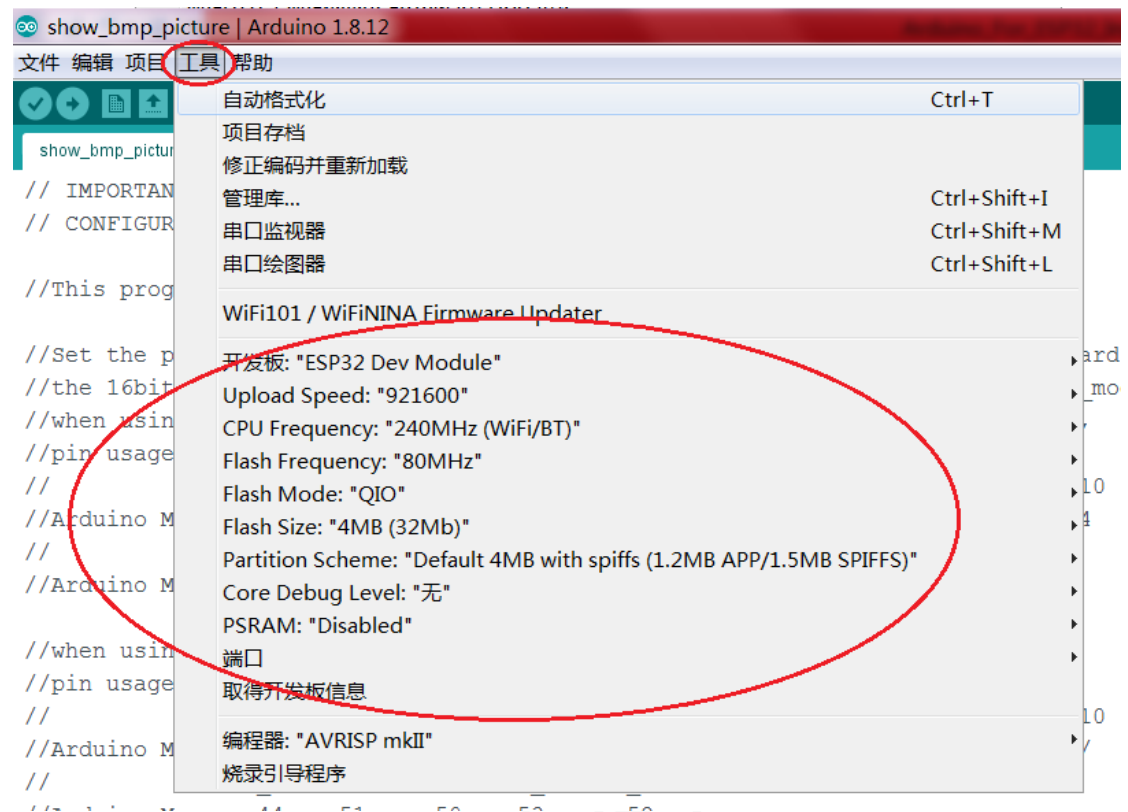 show_bmp_picture | Arduino 1.8.12
文件 编辑 项目 工具 帮助
自动格式化 Ctrl+T
项目存档
show_bmp_pictur
修正编码并重新加载
// IMPORTAN
管理库... Ctrl+Shift+I
// CONFIGUR
串口监视器 Ctrl+Shift+M
串口绘图器 Ctrl+Shift+L
//This prog
WiFi101 / WiFiNINA Firmware Updater
//Set the p
开发板: "ESP32 Dev Module"
ard
//the 16bit
Upload Speed: "921600"
_mo
//when usin
CPU Frequency: "240MHz (WiFi/BT)"
//pin usage
Flash Frequency: "80MHz"
//
Flash Mode: "QIO"
10
//Arduino M
Flash Size: "4MB (32Mb)"
4
//
Partition Scheme: "Default 4MB with spiffs (1.2MB APP/1.5MB SPIFFS)"
//Arduino M
Core Debug Level: "无"
PSRAM: "Disabled"
//when usin
端口
//pin usage
取得开发板信息
//
10
//Arduino M
编程器: "AVRISP mkII"
//
烧录引导程序